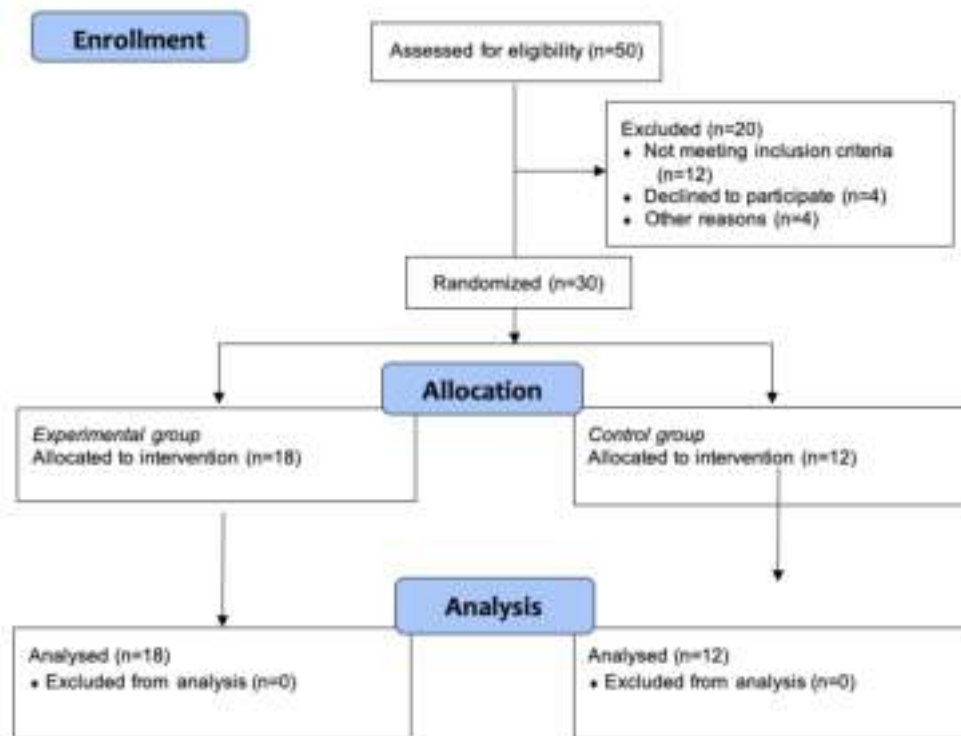 Enrollment
Assessed for eligibility (n=50)
Excluded (n=20)
• Not meeting inclusion criteria
(n=12)
• Declined to participate (n=4)
• Other reasons (n=4)
Randomized (n=30)
Allocation
Experimental group
Allocated to intervention (n=18)
Control group
Allocated to intervention (n=12)
Analysis
Analysed (n=18)
• Excluded from analysis (n=0)
Analysed (n=12)
• Excluded from analysis (n=0)